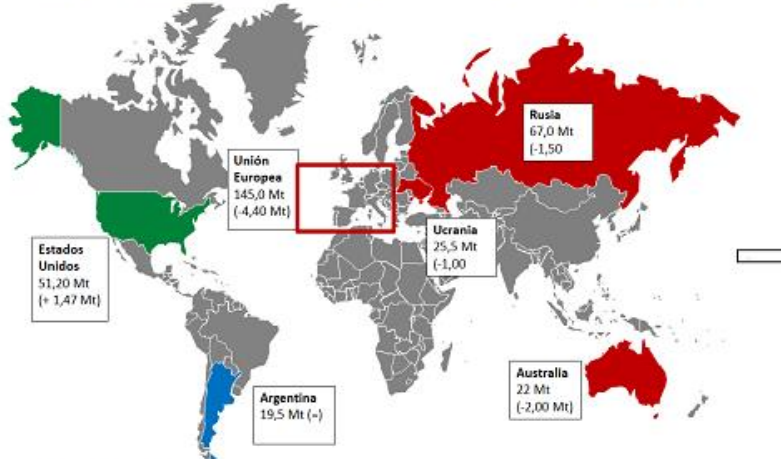 Rusia
67,0 Mt
(-1,50
Unión
Europea
145,0 Mt
(-4,40 Mt)
Ucrania
25,5 Mt
(-1,00
Estados
Unidos
51,20 Mt
(+ 1,47 Mt)
Australia
22 Mt
(-2,00 Mt)
Argentina
19,5 Mt (=)